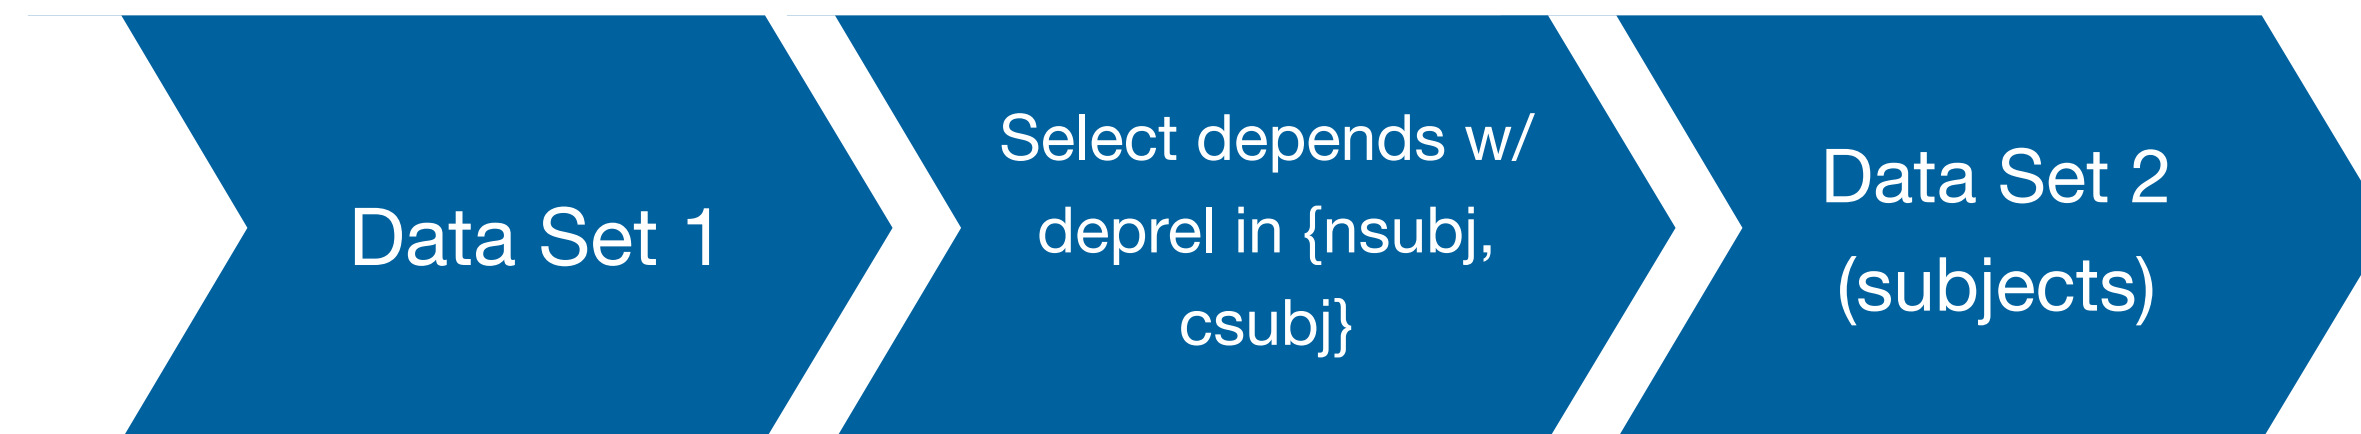 Data Set 1
Select depends w/
deprel in {nsubj,
csubj}
Data Set 2
(subjects)